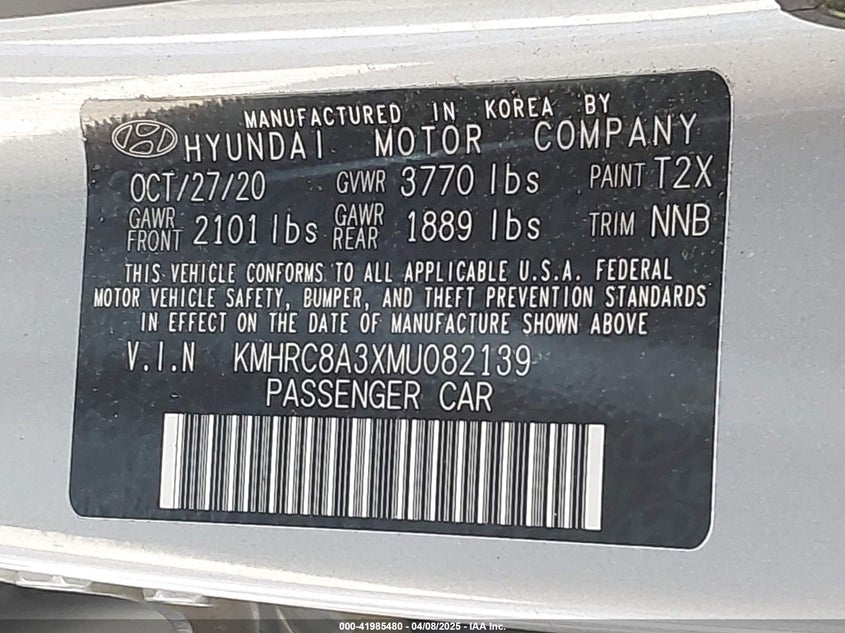 MANUFACTURED IN KOREA BY
HYUNDAI MOTOR COMPANY
OCT/27/20 GVWR 3770 lbs PAINT T2X
GAWR FRONT 2101 lbs GAWR REAR 1889 lbs TRIM NNB
THIS VEHICLE CONFORMS TO ALL APPLICABLE U.S.A. FEDERAL
MOTOR VEHICLE SAFETY, BUMPER, AND THEFT PREVENTION STANDARDS
IN EFFECT ON THE DATE OF MANUFACTURE SHOWN ABOVE
V.I.N KMHRC8A3XMU082139
PASSENGER CAR
000-41985480 - 04/08/2025 - IAA Inc.